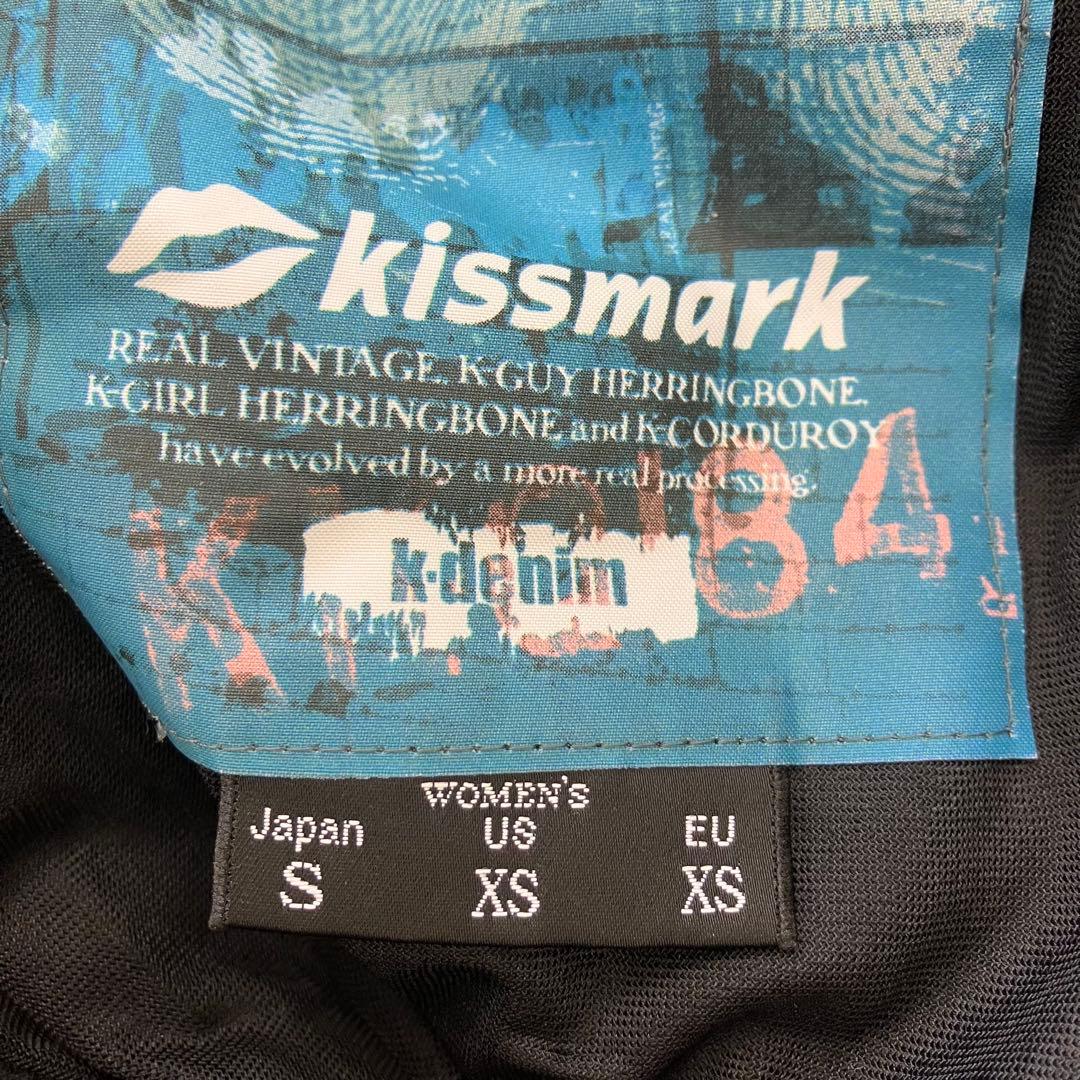 kissmark
REAL VINTAGE, K-GUY HERRINGBONE,
K-GIRL HERRINGBONE and K-CORDUROY
have evolved by a more real processing.
84
k-denim
WOMEN'S
Japan US EU
S XS XS